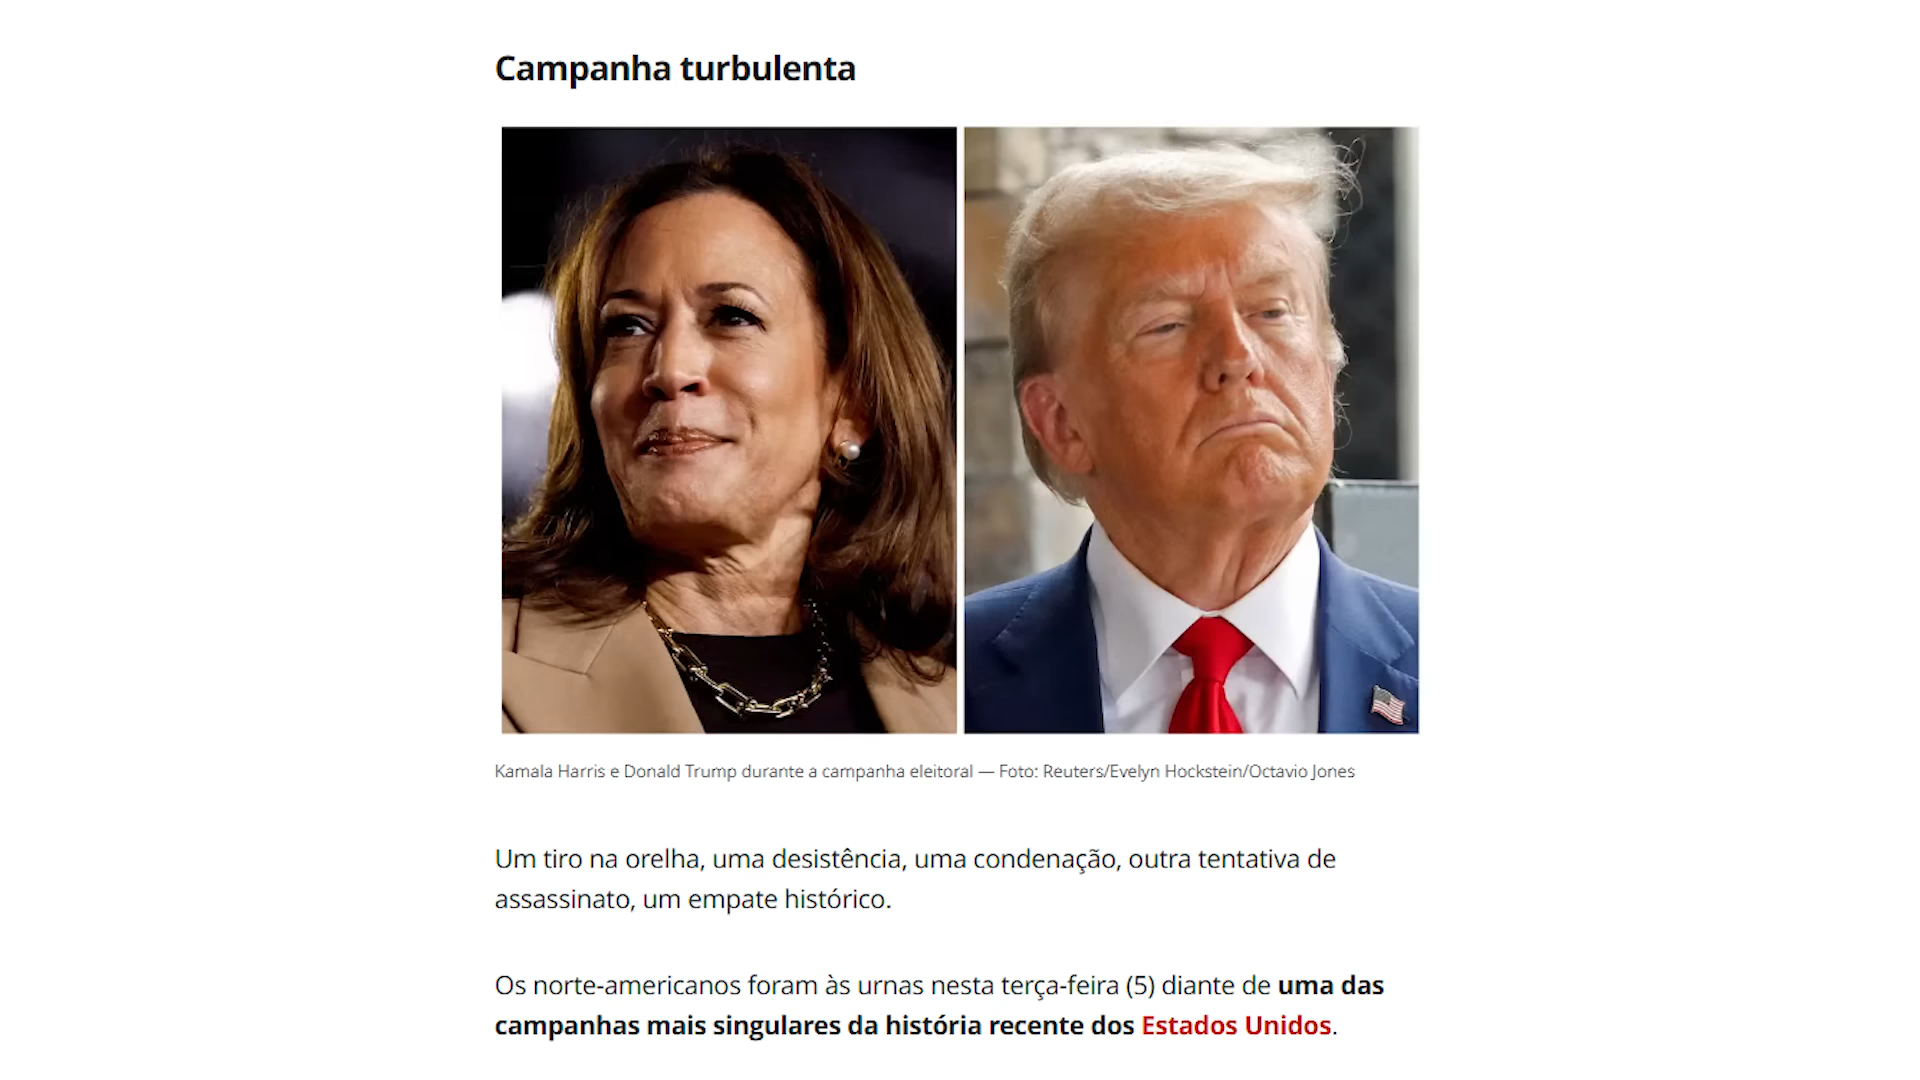 Campanha turbulenta
Kamala Harris e Donald Trump durante a campanha eleitoral — Foto: Reuters/Evelyn Hockstein/Octavio Jones
Um tiro na orelha, uma desistência, uma condenação, outra tentativa de
assassinato, um empate histórico.
Os norte-americanos foram às urnas nesta terça-feira (5) diante de uma das
campanhas mais singulares da história recente dos Estados Unidos.